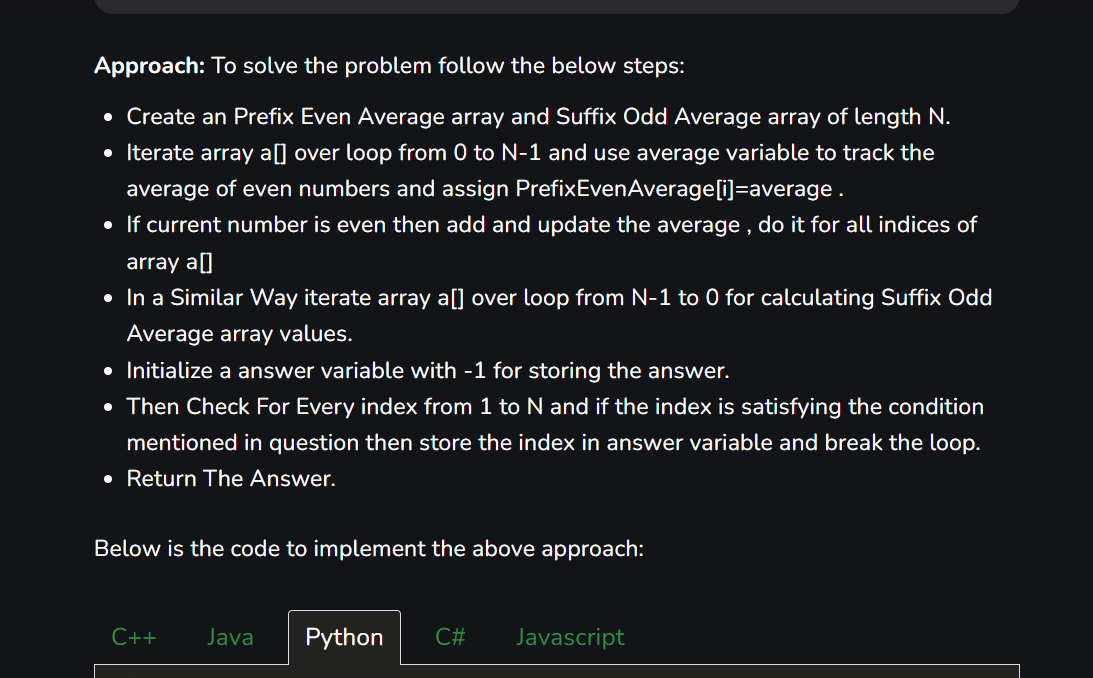 Approach: To solve the problem follow the below steps:
• Create an Prefix Even Average array and Suffix Odd Average array of length N.
• Iterate array a[] over loop from 0 to N-1 and use average variable to track the
average of even numbers and assign PrefixEvenAverage[i]=average .
• If current number is even then add and update the average , do it for all indices of
array a[]
• In a Similar Way iterate array a[] over loop from N-1 to 0 for calculating Suffix Odd
Average array values.
• Initialize a answer variable with -1 for storing the answer.
• Then Check For Every index from 1 to N and if the index is satisfying the condition
mentioned in question then store the index in answer variable and break the loop.
• Return The Answer.
Below is the code to implement the above approach:
C++ Java Python C# Javascript